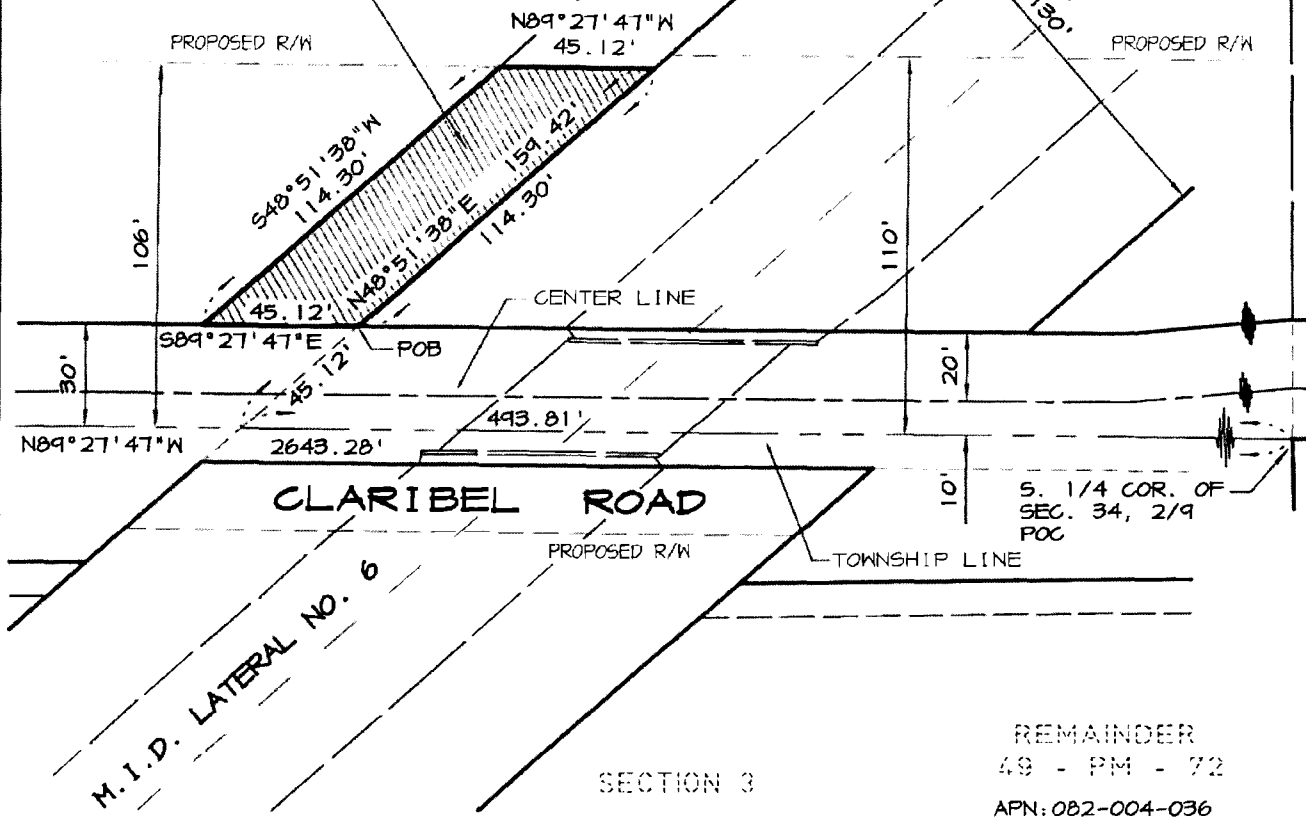 N89°27'47"W
45.12'
130'
PROPOSED R/W
PROPOSED R/W
S48°51'38"W
114.30'
159.42'
N48°51'38"E
114.30'
106'
110'
45.12'
S89°27'47"E
CENTER LINE
POB
30'
45.12'
20'
493.81'
N89°27'47"W
2643.28'
CLARIBEL ROAD
10'
S. 1/4 COR. OF
SEC. 34, 2/9
POC
PROPOSED R/W
TOWNSHIP LINE
M.I.D. LATERAL NO. 6
SECTION 3
REMAINDER
49 - PM - 72
APN: 082-004-036